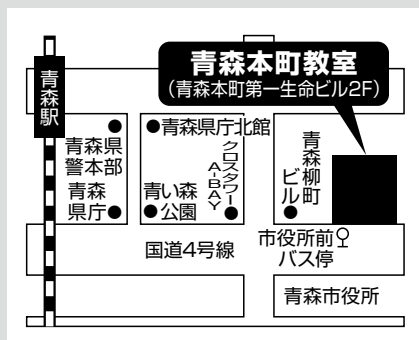 青森本町教室
(青森本町第一生命ビル2F)
青森駅
青森県
警本部
青森
県庁
青森県庁北館
青い森
公園
クロスタワー
A-BAY
青森柳町
ビル
国道4号線
市役所前
バス停
青森市役所